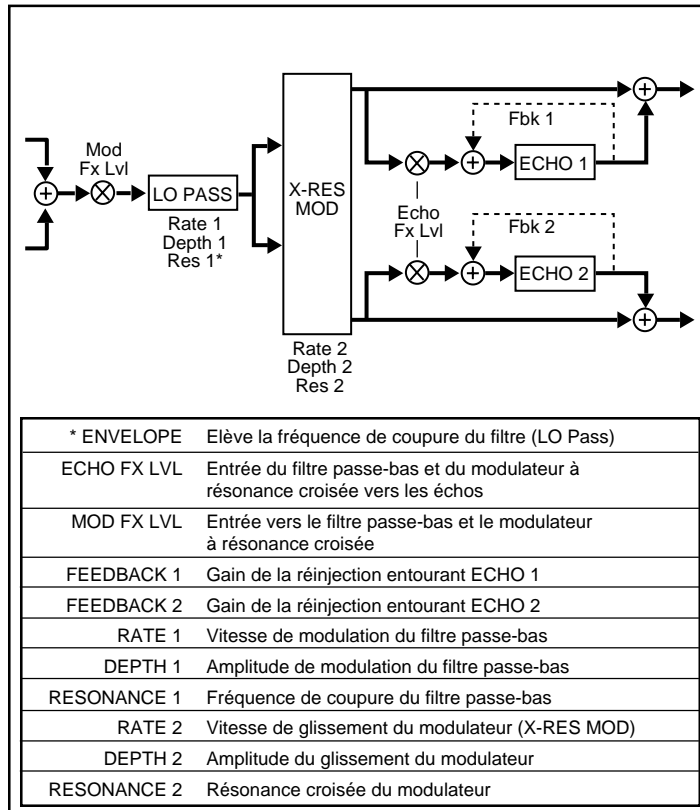 Fbk 1
Mod
Fx Lvl
ECHO 1
LO PASS
X-RES
MOD
Rate 1
Depth 1
Res 1*
Echo
Fx Lvl
Fbk 2
ECHO 2
Rate 2
Depth 2
Res 2
* ENVELOPE Elève la fréquence de coupure du filtre (LO Pass)
ECHO FX LVL Entrée du filtre passe-bas et du modulateur à
résonance croisée vers les échos
MOD FX LVL Entrée vers le filtre passe-bas et le modulateur
à résonance croisée
FEEDBACK 1 Gain de la réinjection entourant ECHO 1
FEEDBACK 2 Gain de la réinjection entourant ECHO 2
RATE 1 Vitesse de modulation du filtre passe-bas
DEPTH 1 Amplitude de modulation du filtre passe-bas
RESONANCE 1 Fréquence de coupure du filtre passe-bas
RATE 2 Vitesse de glissement du modulateur (X-RES MOD)
DEPTH 2 Amplitude du glissement du modulateur
RESONANCE 2 Résonance croisée du modulateur